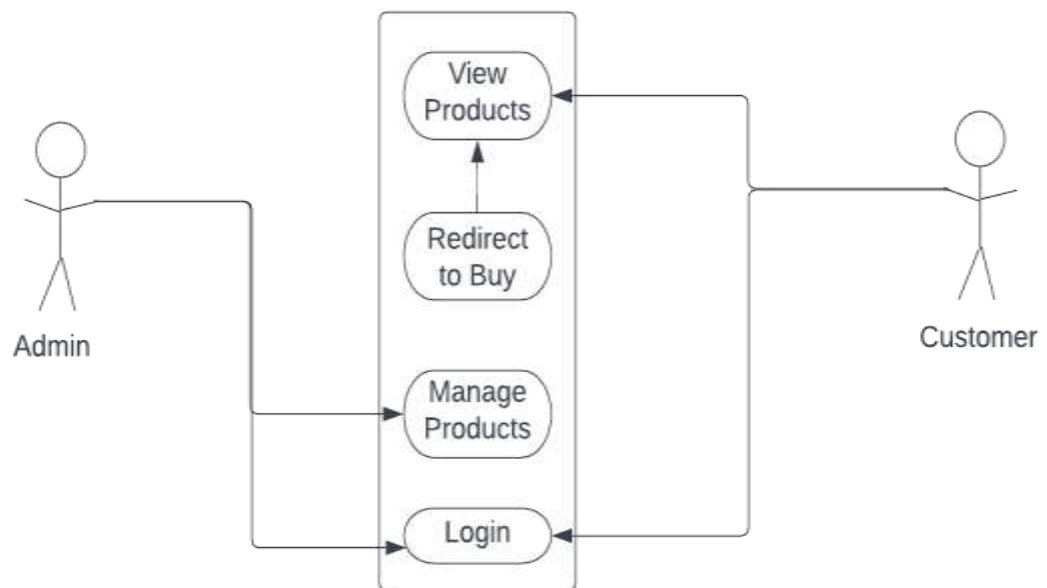 View
Products
Redirect
to Buy
Admin
Customer
Manage
Products
Login